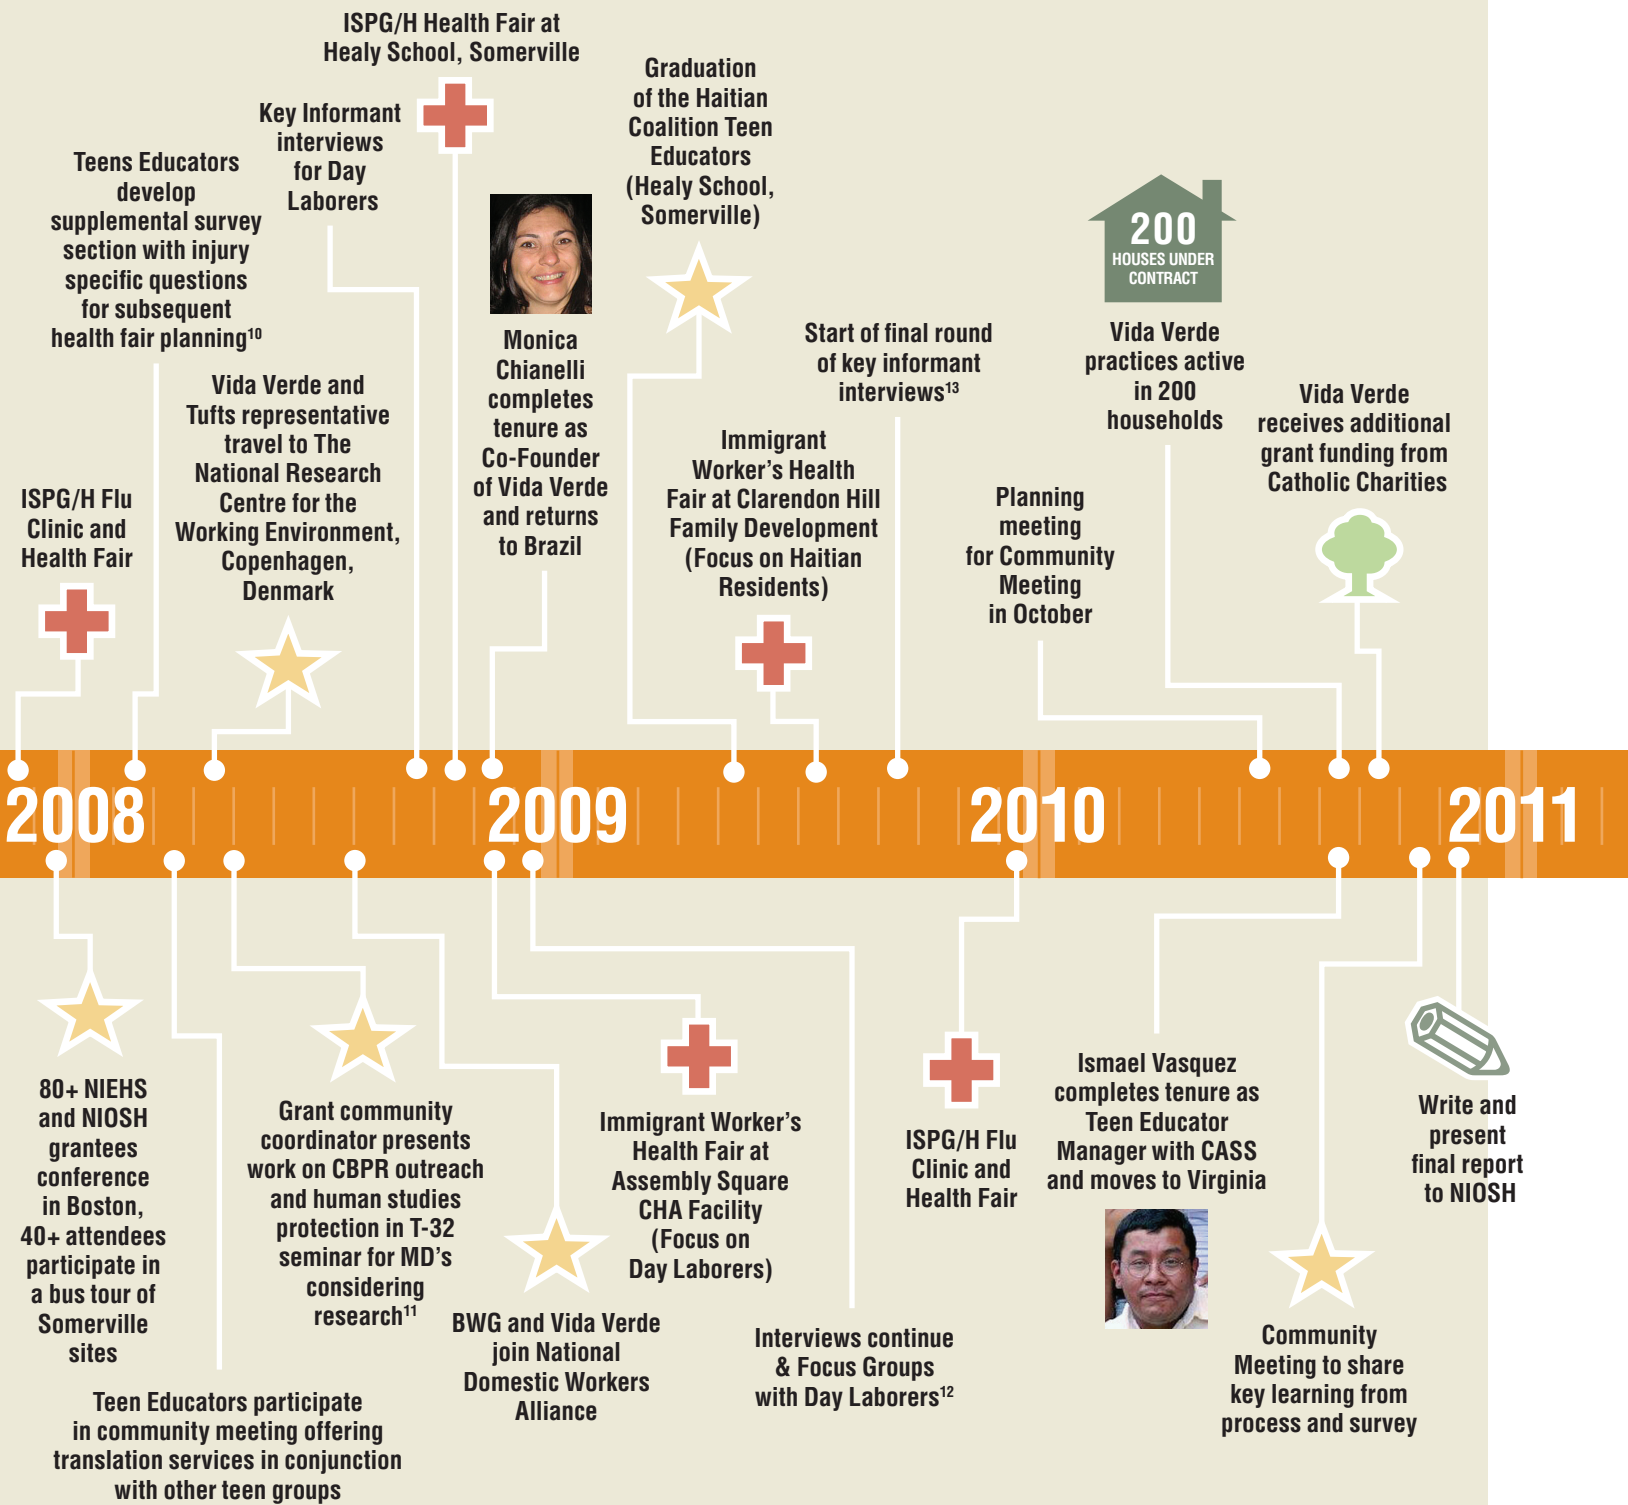 ISPG/H Health Fair at
Healy School, Somerville
Graduation
of the Haitian
Coalition Teen
Educators
(Healy School,
Somerville)
Key Informant
interviews
for Day
Laborers
Teens Educators
develop
supplemental survey
section with injury
specific questions
for subsequent
health fair planning¹⁰
200
HOUSES UNDER
CONTRACT
Vida Verde
practices active
in 200
households
Monica
Chianelli
completes
tenure as
Co-Founder
of Vida Verde
and returns
to Brazil
Start of final round
of key informant
interviews¹³
Vida Verde and
Tufts representative
travel to The
National Research
Centre for the
Working Environment,
Copenhagen,
Denmark
Vida Verde
receives additional
grant funding from
Catholic Charities
Immigrant
Worker’s Health
Fair at Clarendon Hill
Family Development
(Focus on Haitian
Residents)
ISPG/H Flu
Clinic and
Health Fair
Planning
meeting
for Community
Meeting
in October
2008
2009
2010
2011
80+ NIEHS
and NIOSH
grantees
conference
in Boston,
40+ attendees
participate in
a bus tour of
Somerville
sites
Teen Educators participate
in community meeting offering
translation services in conjunction
with other teen groups
Grant community
coordinator presents
work on CBPR outreach
and human studies
protection in T-32
seminar for MD’s
considering
research¹¹
BWG and Vida Verde
join National
Domestic Workers
Alliance
Immigrant Worker’s
Health Fair at
Assembly Square
CHA Facility
(Focus on
Day Laborers)
Interviews continue
& Focus Groups
with Day Laborers¹²
ISPG/H Flu
Clinic and
Health Fair
Ismael Vasquez
completes tenure as
Teen Educator
Manager with CASS
and moves to Virginia
Community
Meeting to share
key learning from
process and survey
Write and
present
final report
to NIOSH